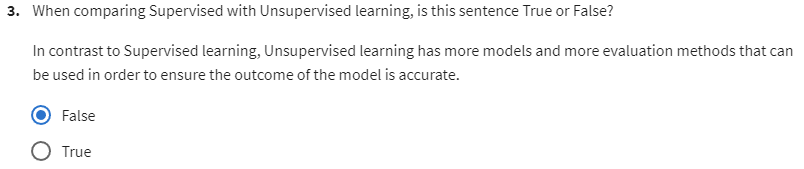 3. When comparing Supervised with Unsupervised learning, is this sentence True or False?
In contrast to Supervised learning, Unsupervised learning has more models and more evaluation methods that can
be used in order to ensure the outcome of the model is accurate.
False
True